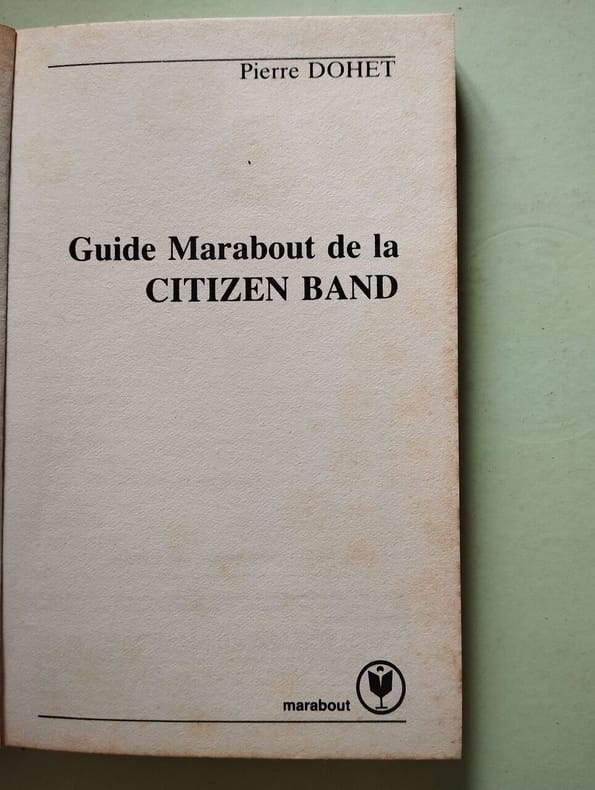 Pierre DOHET
Guide Marabout de la
CITIZEN BAND
marabout